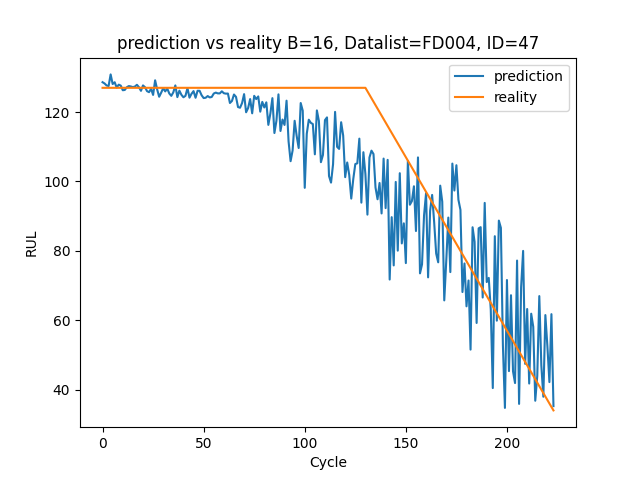 prediction vs reality B=16, Datalist=FD004, ID=47
prediction
reality
120
100
80
60
40
RUL
0 50 100 150 200
Cycle